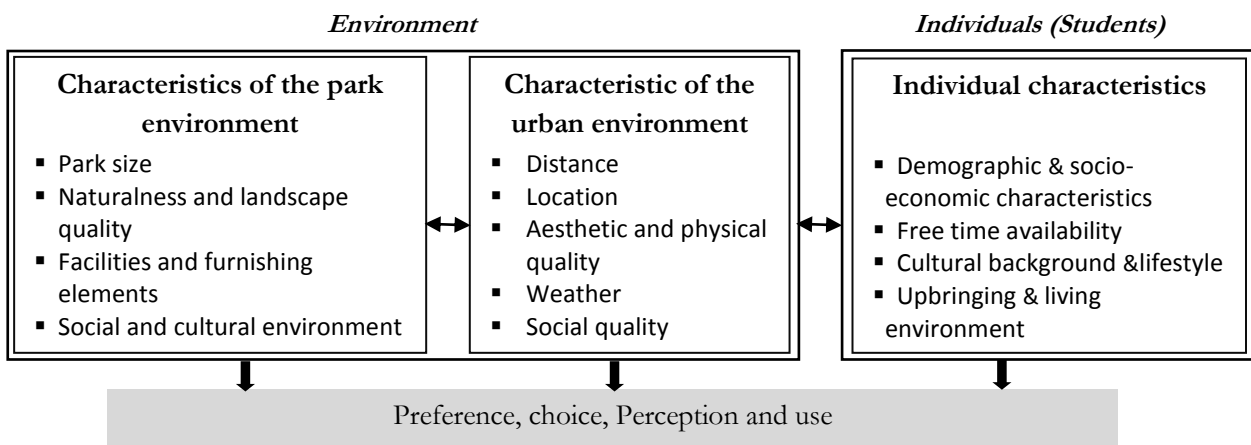 Environment
Individuals (Students)
Characteristics of the park
environment
▪ Park size
▪ Naturalness and landscape
quality
▪ Facilities and furnishing
elements
▪ Social and cultural environment
Characteristic of the
urban environment
▪ Distance
▪ Location
▪ Aesthetic and physical
quality
▪ Weather
▪ Social quality
Individual characteristics
▪ Demographic & socio-
economic characteristics
▪ Free time availability
▪ Cultural background &lifestyle
▪ Upbringing & living
environment
Preference, choice, Perception and use